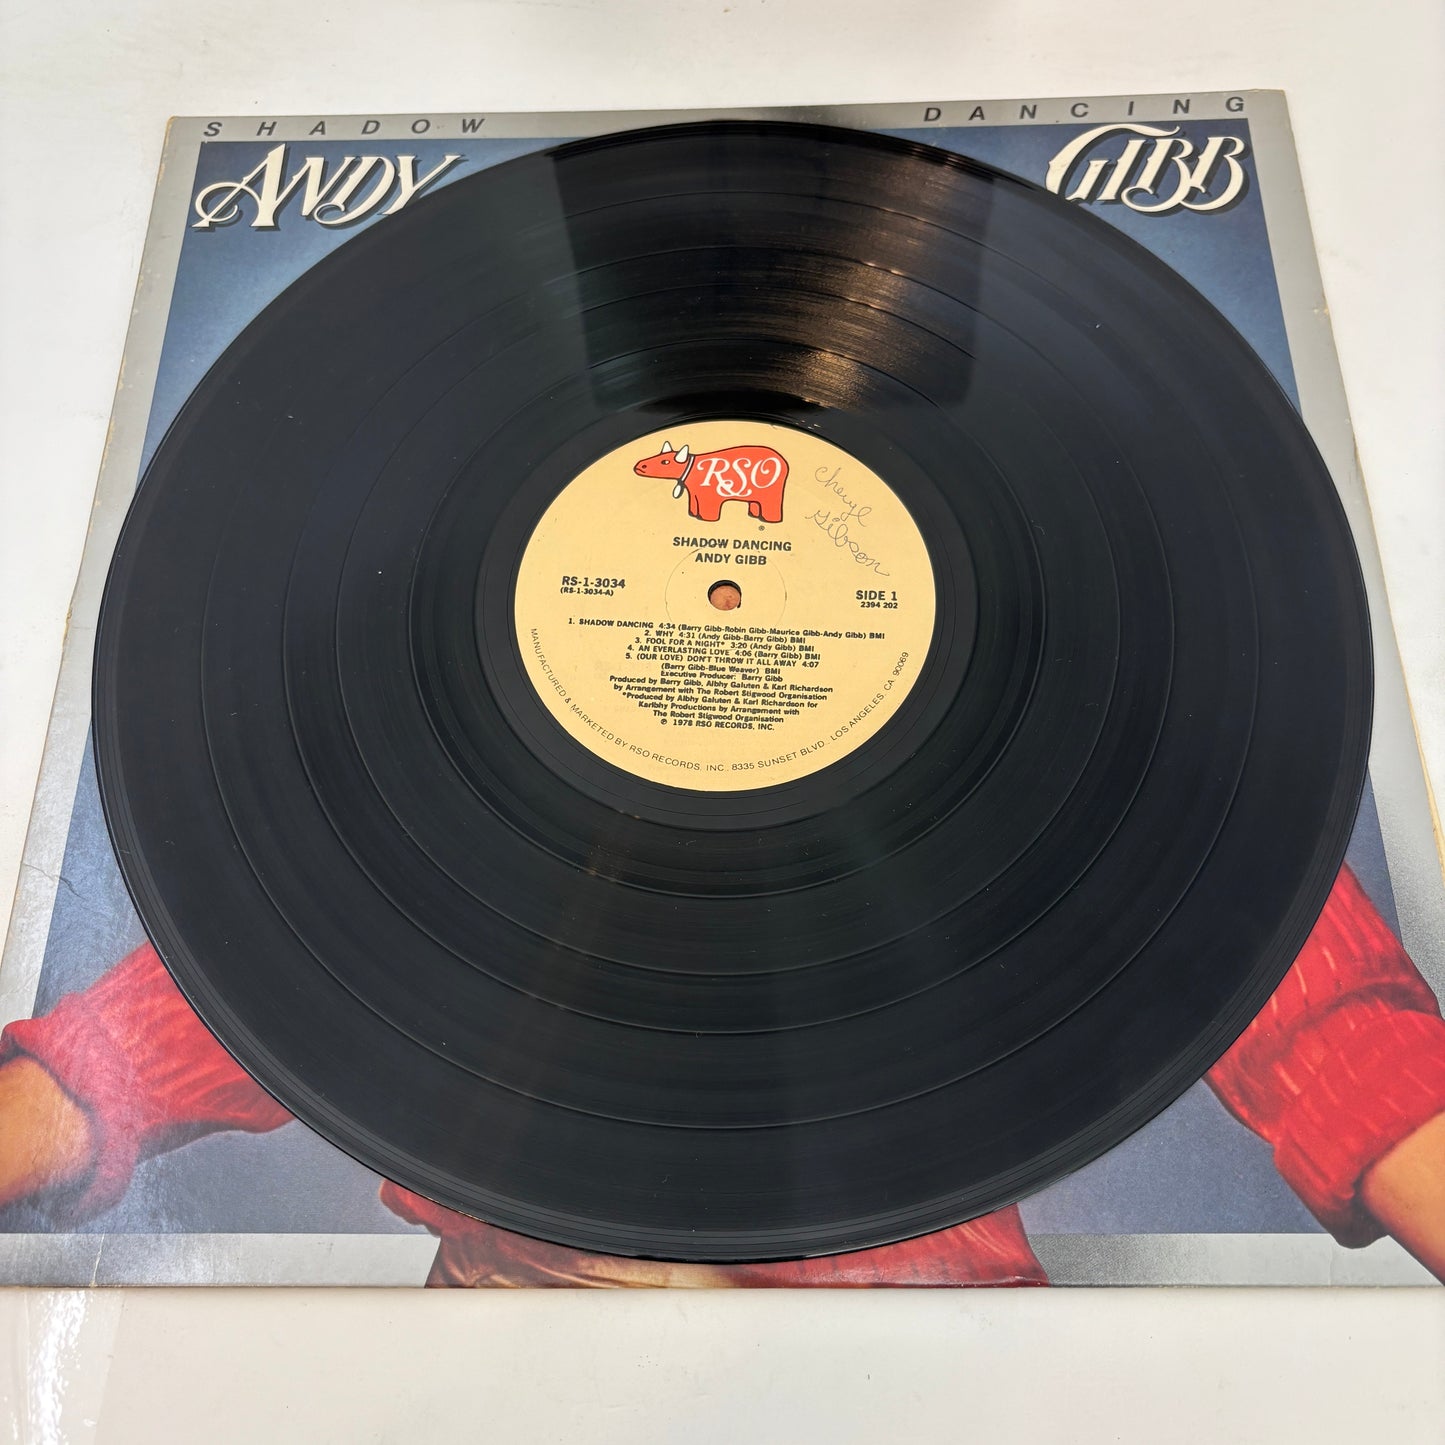 SHADOW DANCING
ANDY GIBB
RSO
®
Cheryl
Gibson
SHADOW DANCING
ANDY GIBB
RS-1-3034
(RS-1-3034-A)
SIDE 1
2394 202
1. SHADOW DANCING 4:34 (Barry Gibb-Robin Gibb-Maurice Gibb-Andy Gibb) BMI
2. WHY 4:31 (Andy Gibb-Barry Gibb) BMI
3. FOOL FOR A NIGHT* 3:20 (Andy Gibb) BMI
4. AN EVERLASTING LOVE 4:06 (Barry Gibb) BMI
5. (OUR LOVE) DON'T THROW IT ALL AWAY 4:07
(Barry Gibb-Blue Weaver) BMI
Executive Producer: Barry Gibb
Produced by Barry Gibb, Albhy Galuten & Karl Richardson
by Arrangement with The Robert Stigwood Organisation
*Produced by Albhy Galuten & Karl Richardson for
Karlbhy Productions by Arrangement with
The Robert Stigwood Organisation
℗ 1978 RSO RECORDS, INC.
MANUFACTURED & MARKETED BY RSO RECORDS, INC., 8335 SUNSET BLVD., LOS ANGELES, CA. 90069